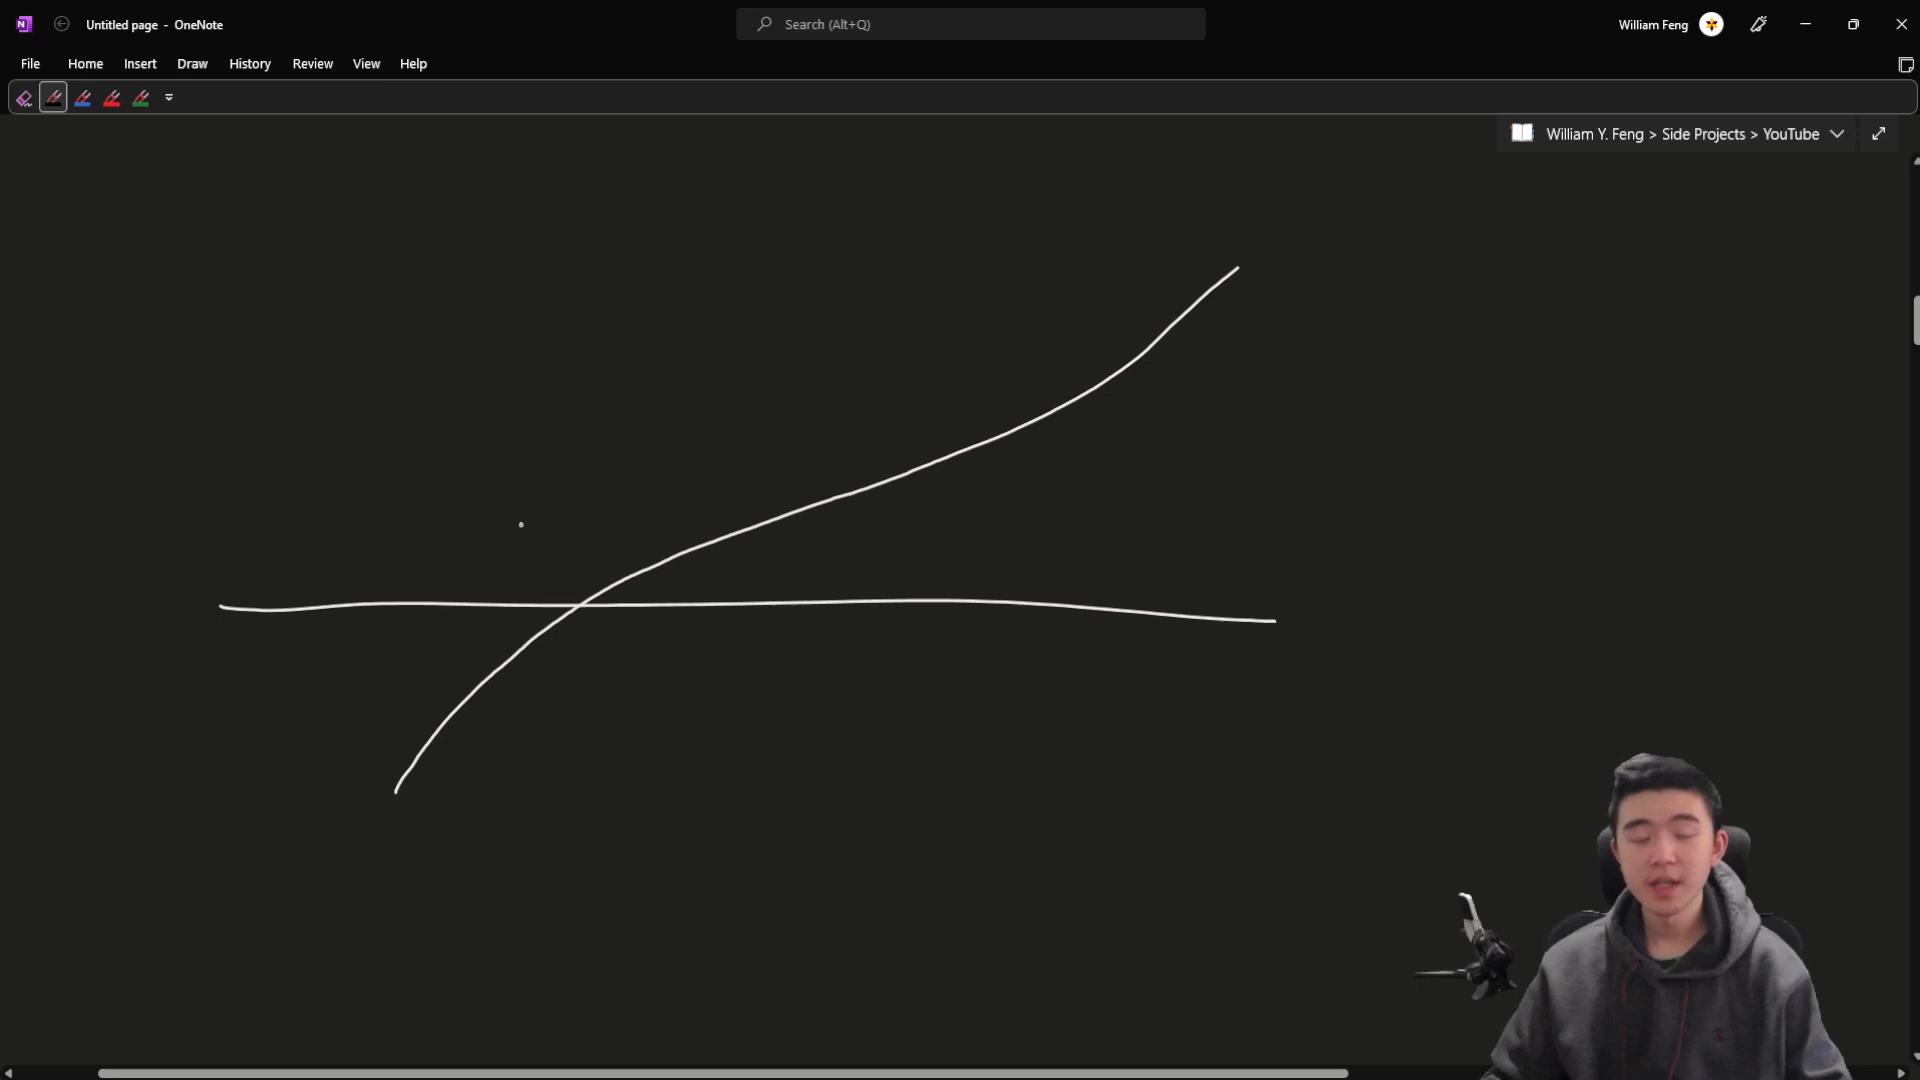 Untitled page - OneNote
Search (Alt+Q)
William Feng
File Home Insert Draw History Review View Help
William Y. Feng > Side Projects > YouTube